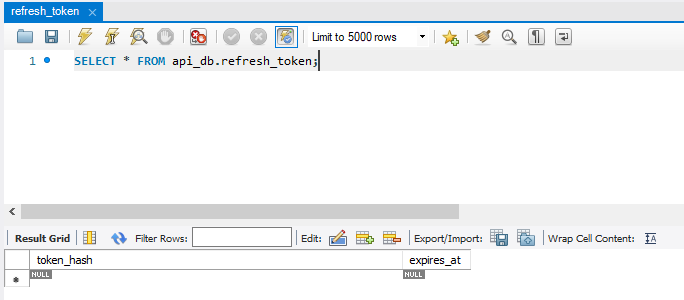 refresh_token
Limit to 5000 rows
1 SELECT * FROM api_db.refresh_token;
Result Grid Filter Rows: Edit: Export/Import: Wrap Cell Content:
token_hash expires_at
NULL NULL